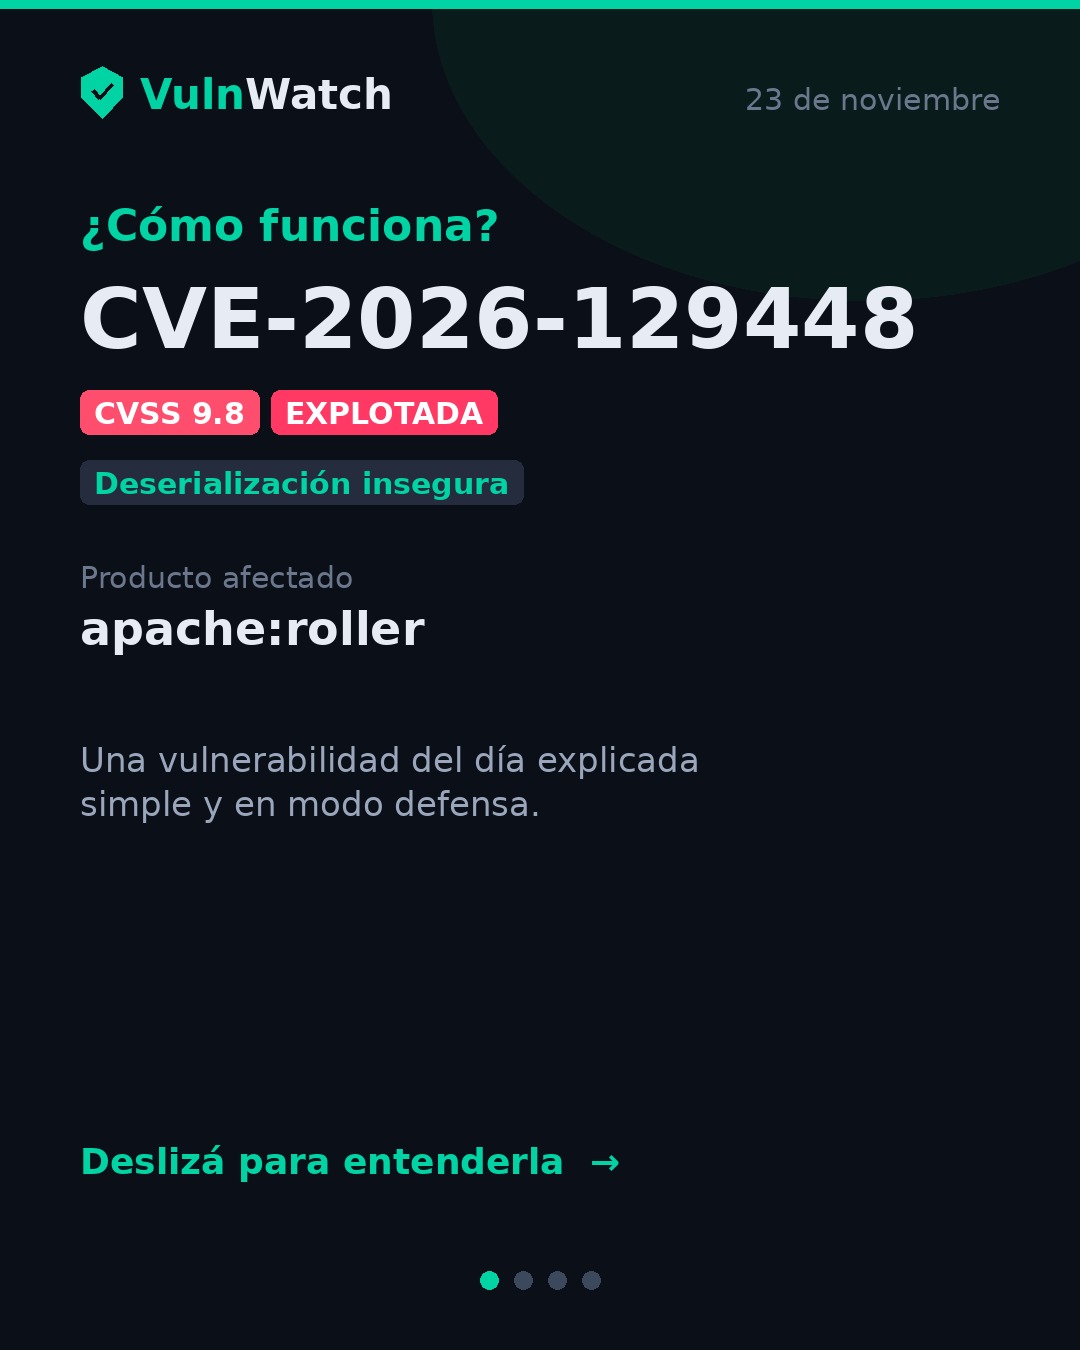 VulnWatch
23 de noviembre
¿Cómo funciona?
CVE-2026-129448
CVSS 9.8 EXPLOTADA
Deserialización insegura
Producto afectado
apache:roller
Una vulnerabilidad del día explicada
simple y en modo defensa.
Deslizá para entenderla →